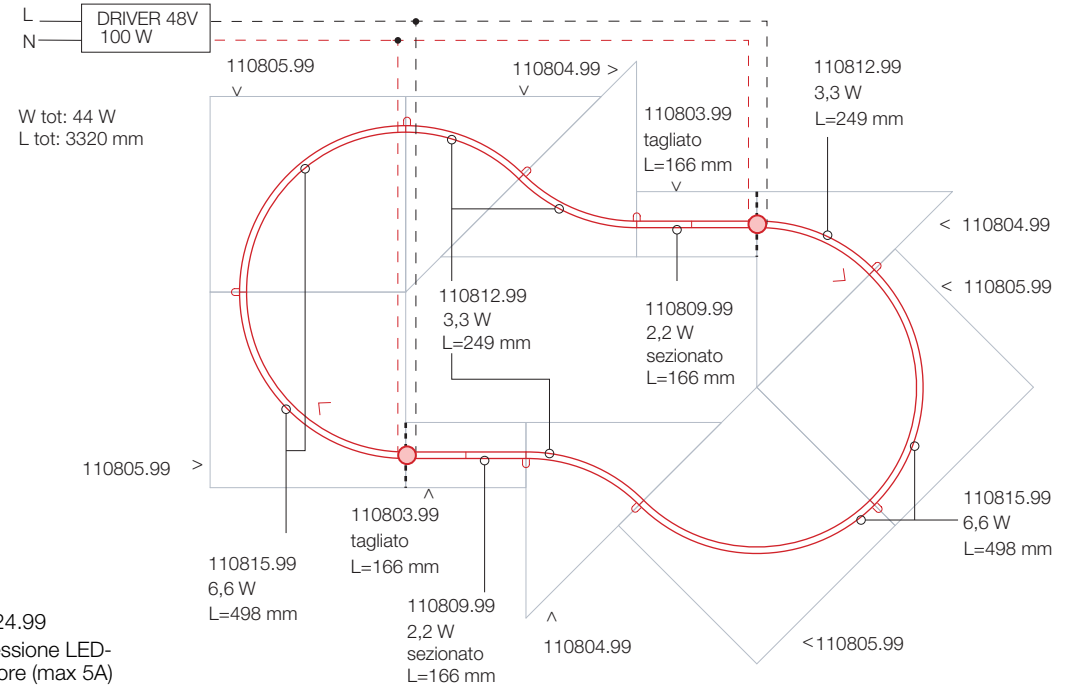 L
N
DRIVER 48V
100 W
W tot: 44 W
L tot: 3320 mm
110805.99
110804.99 >
110803.99
tagliato
L=166 mm
110812.99
3,3 W
L=249 mm
< 110804.99
< 110805.99
110812.99
3,3 W
L=249 mm
110809.99
2,2 W
sezionato
L=166 mm
110805.99 >
110803.99
tagliato
L=166 mm
110815.99
6,6 W
L=498 mm
110815.99
6,6 W
L=498 mm
110809.99
2,2 W
sezionato
L=166 mm
110804.99
<110805.99
24.99
essione LED-
ore (max 5A)